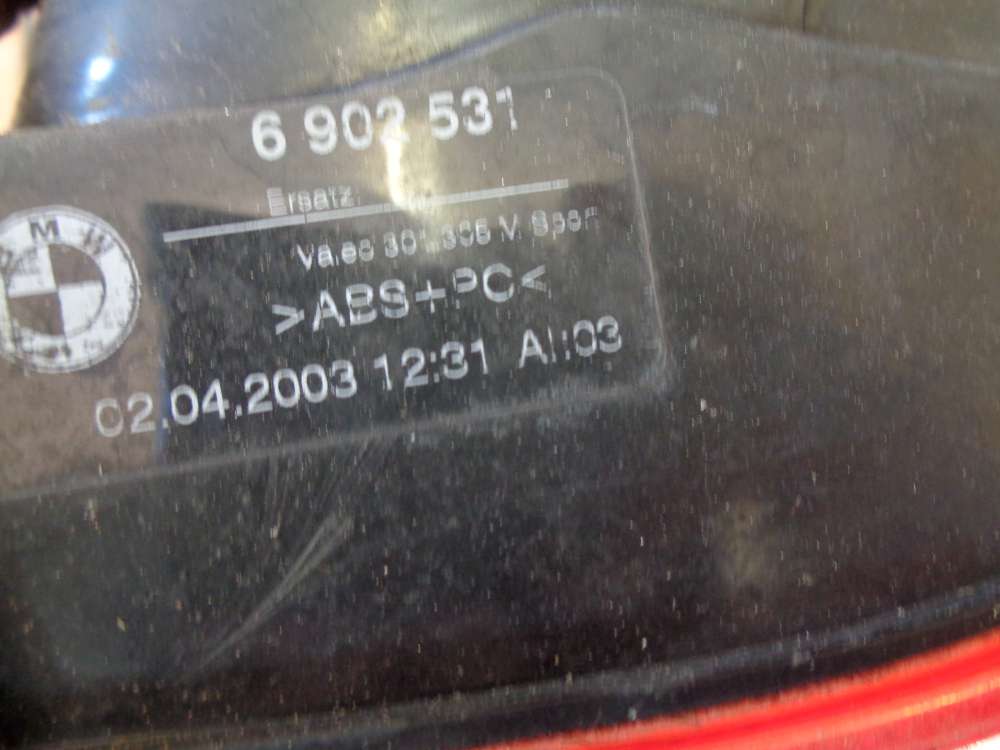 6 902 531
Ersatz
BMW
>ABS+PC<
02.04.2003 12:31